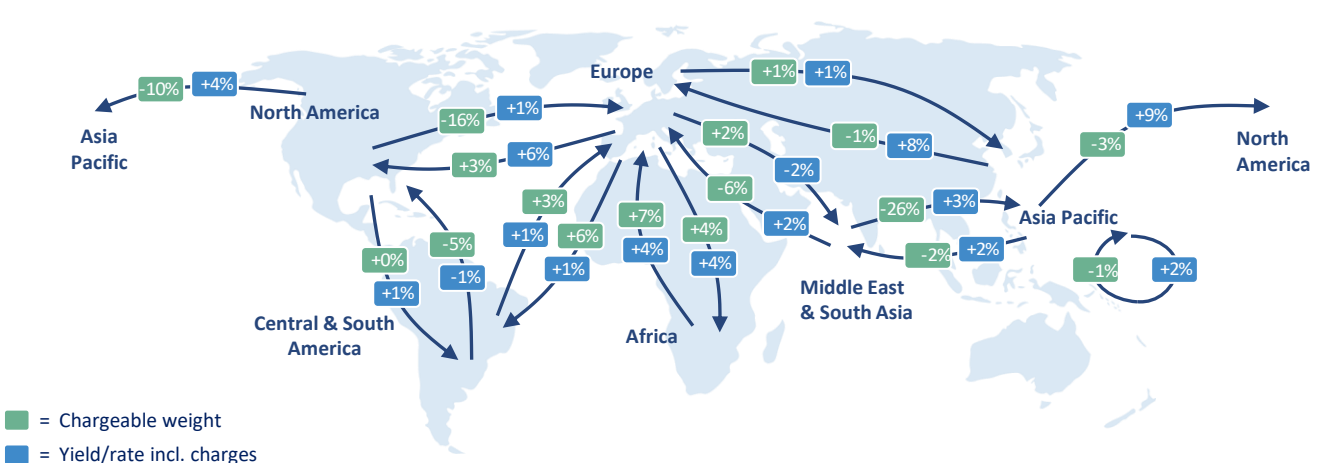 Europe
+1%
+1%
-10%
+4%
North America
Asia
Pacific
-16%
+1%
+3%
+6%
-1%
+8%
+2%
-2%
+9%
-3%
North
America
-6%
+2%
-26%
+3%
Asia Pacific
-2%
+2%
-1%
+2%
+3%
+1%
+6%
+1%
+7%
+4%
+4%
+4%
-5%
-1%
+0%
+1%
Middle East
& South Asia
Central & South
America
Africa
= Chargeable weight
= Yield/rate incl. charges